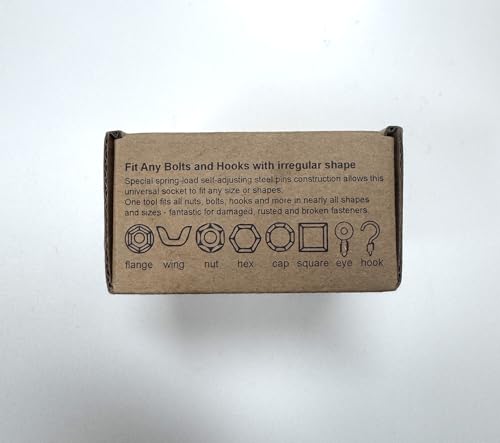 Fit Any Bolts and Hooks with irregular shape
Special spring-load self-adjusting steel pins construction allows this
universal socket to fit any size or shapes.
One tool fits all nuts, bolts, hooks and more in nearly all shapes
and sizes - fantastic for damaged, rusted and broken fasteners.
flange wing nut hex cap square eye hook